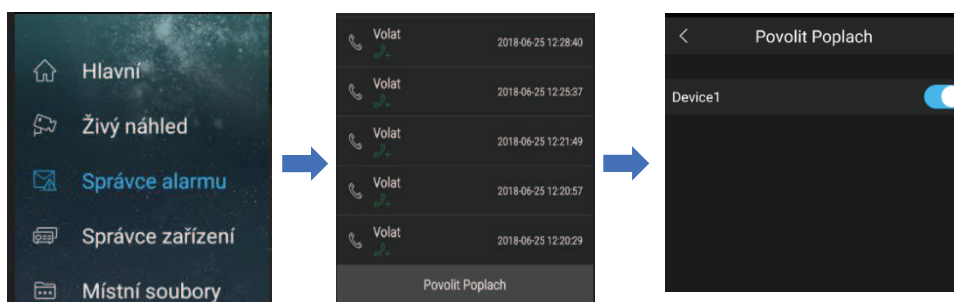 Hlavní
Živý náhled
Správce alarmu
Správce zařízení
Místní soubory
Volat
2018-06-25 12:28:40
Volat
2018-06-25 12:25:37
Volat
2018-06-25 12:21:49
Volat
2018-06-25 12:20:57
Volat
2018-06-25 12:20:29
Povolit Poplach
Povolit Poplach
Device1